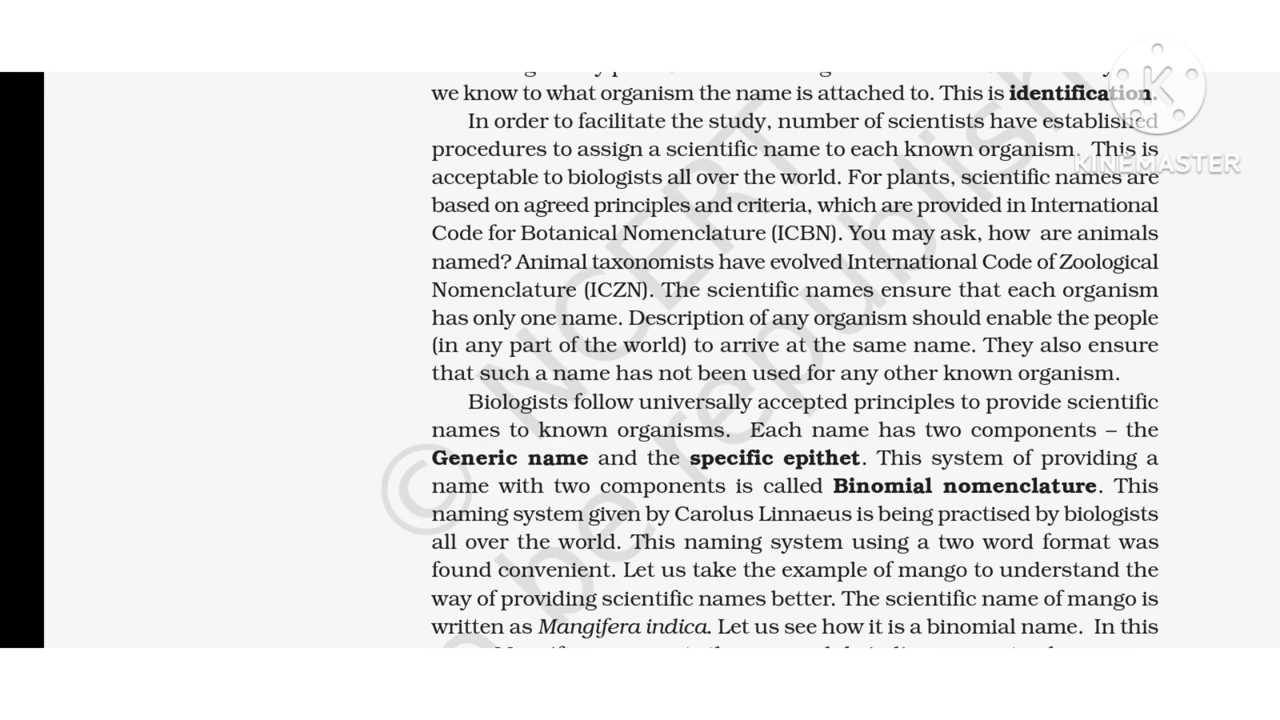 we know to what organism the name is attached to. This is identification.
In order to facilitate the study, number of scientists have established
procedures to assign a scientific name to each known organism. This is
acceptable to biologists all over the world. For plants, scientific names are
based on agreed principles and criteria, which are provided in International
Code for Botanical Nomenclature (ICBN). You may ask, how are animals
named? Animal taxonomists have evolved International Code of Zoological
Nomenclature (ICZN). The scientific names ensure that each organism
has only one name. Description of any organism should enable the people
(in any part of the world) to arrive at the same name. They also ensure
that such a name has not been used for any other known organism.
Biologists follow universally accepted principles to provide scientific
names to known organisms. Each name has two components – the
Generic name and the specific epithet. This system of providing a
name with two components is called Binomial nomenclature. This
naming system given by Carolus Linnaeus is being practised by biologists
all over the world. This naming system using a two word format was
found convenient. Let us take the example of mango to understand the
way of providing scientific names better. The scientific name of mango is
written as Mangifera indica. Let us see how it is a binomial name. In this
© NCERT
be republish
K
KINEMASTER